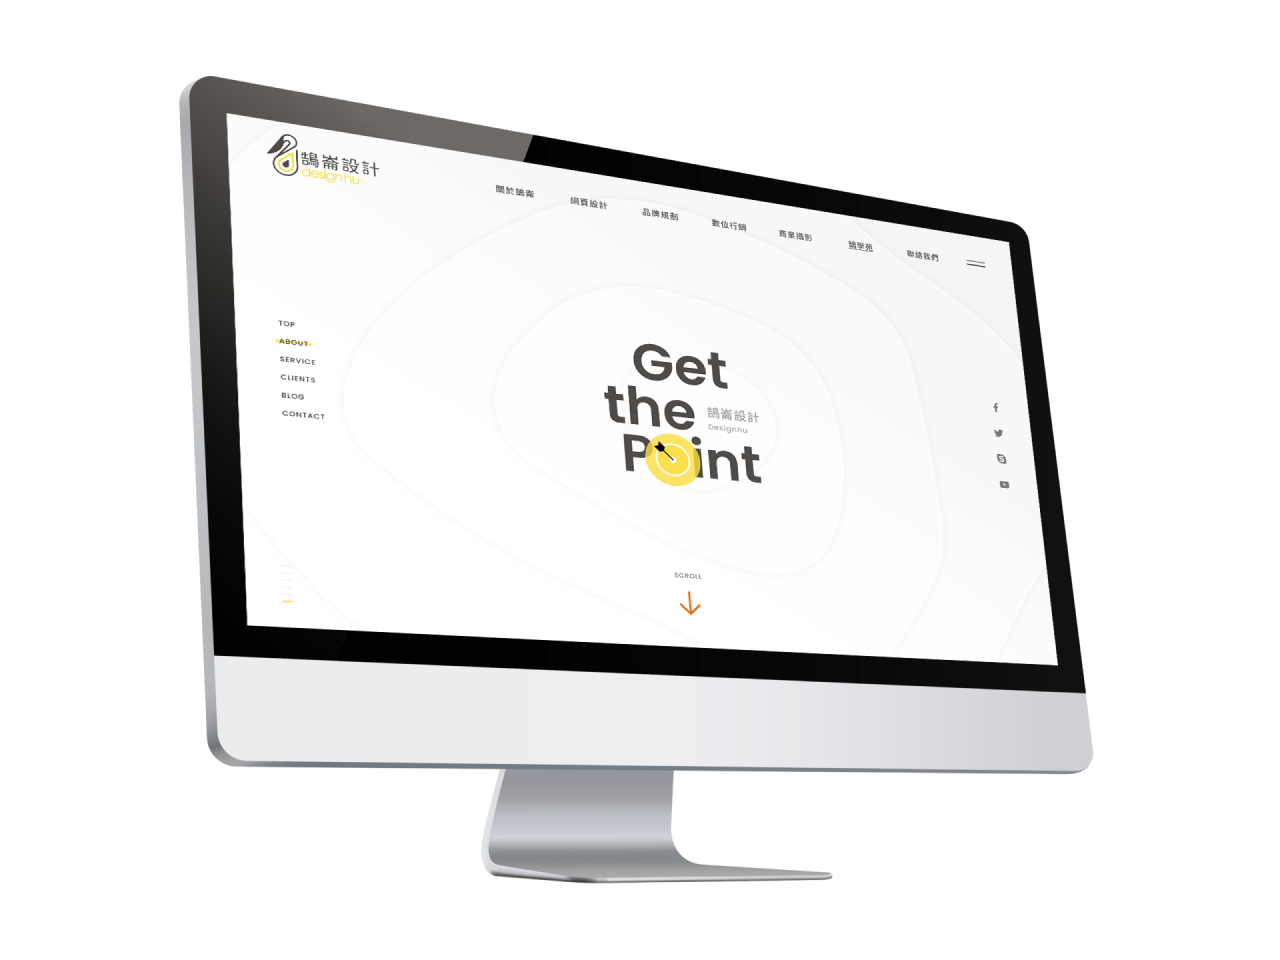 鵠崙設計
design.hu
關於鵠崙
網頁設計
品牌規劃
數位行銷
商業攝影
鵠學苑
聯絡我們
TOP
ABOUT
SERVICE
CLIENTS
BLOG
CONTACT
Get
the
鵠崙設計
Designhu
Point
SCROLL